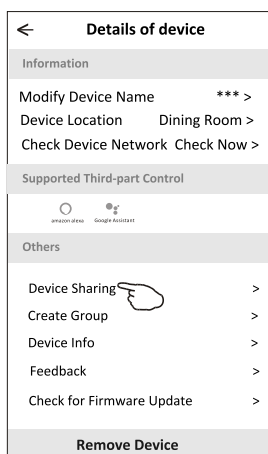 Details of device
Information
Modify Device Name *** >
Device Location Dining Room >
Check Device Network Check Now >
Supported Third-part Control
amazon alexa Google Assistant
Others
Device Sharing >
Create Group >
Device Info >
Feedback >
Check for Firmware Update >
Remove Device